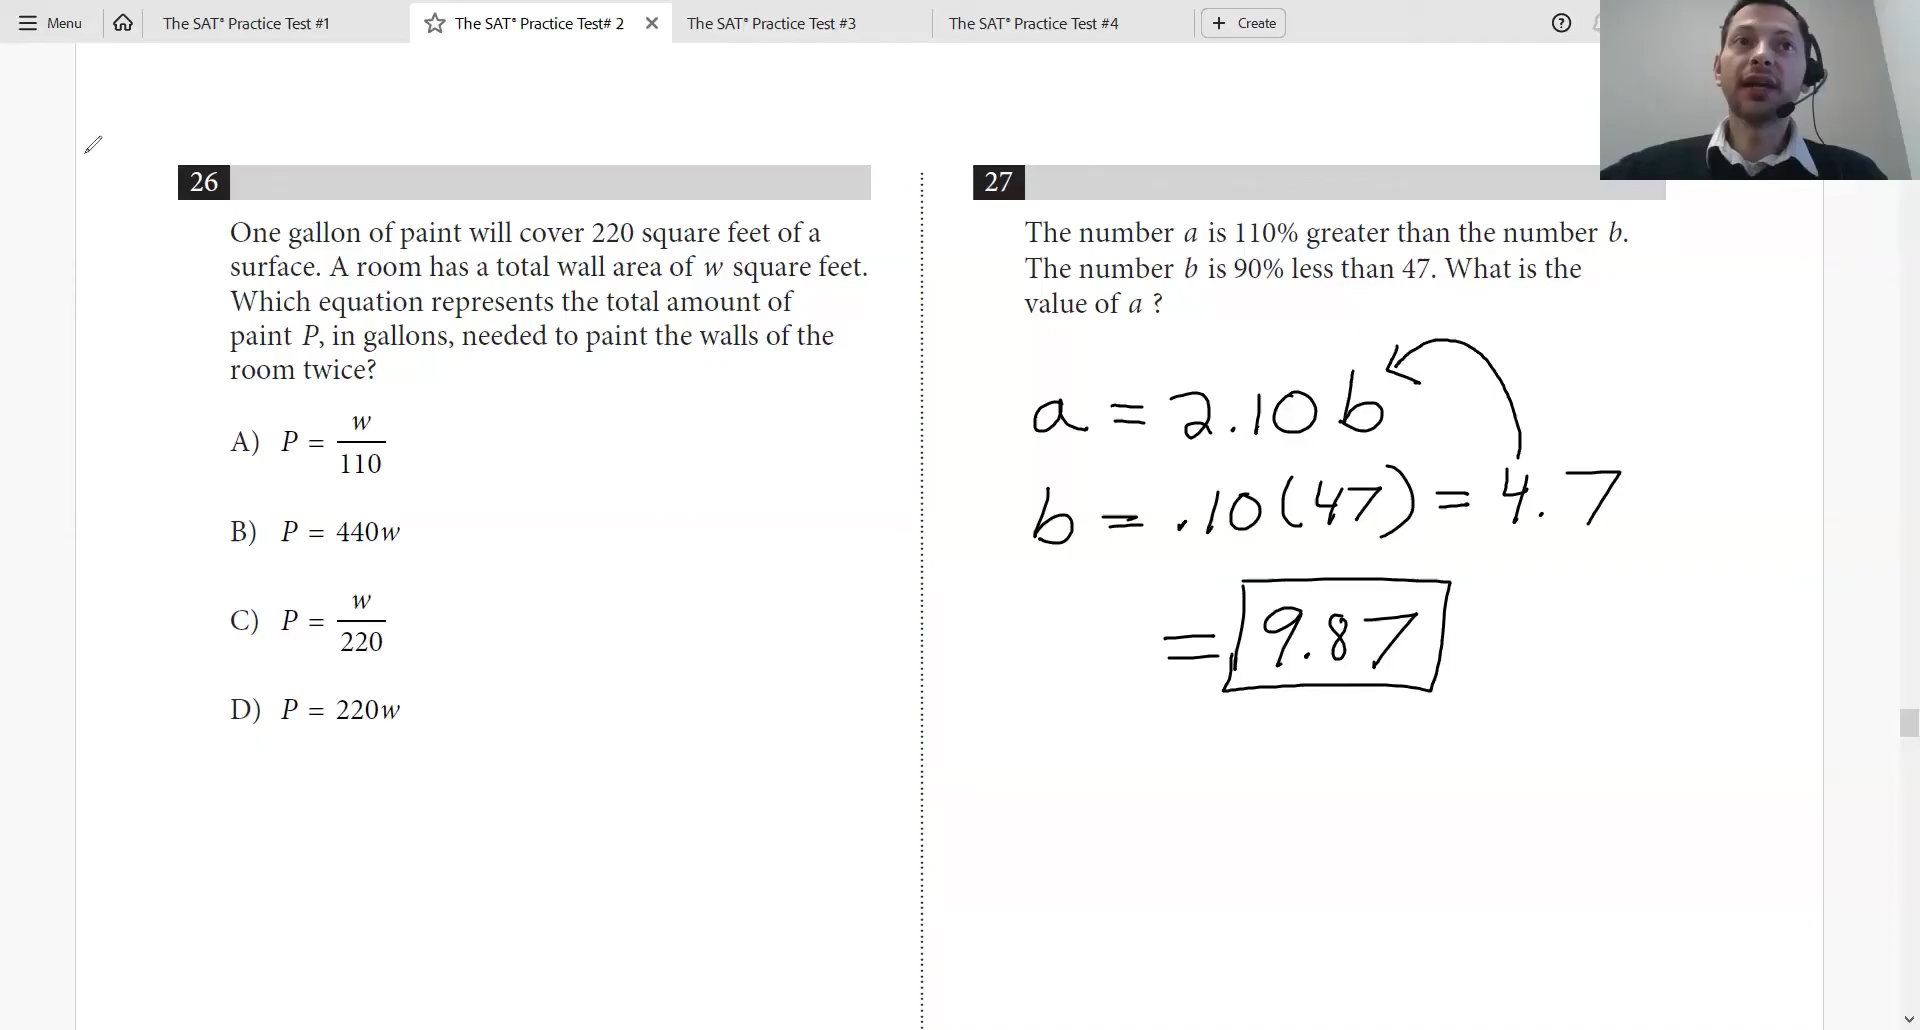 Menu
The SAT® Practice Test #1
The SAT® Practice Test# 2
The SAT® Practice Test #3
The SAT® Practice Test #4
+ Create
?
26
One gallon of paint will cover 220 square feet of a
surface. A room has a total wall area of w square feet.
Which equation represents the total amount of
paint P, in gallons, needed to paint the walls of the
room twice?
A) P = w/110
B) P = 440w
C) P = w/220
D) P = 220w
27
The number a is 110% greater than the number b.
The number b is 90% less than 47. What is the
value of a ?
a = 2.10b
b = .10(47) = 4.7
= 9.87